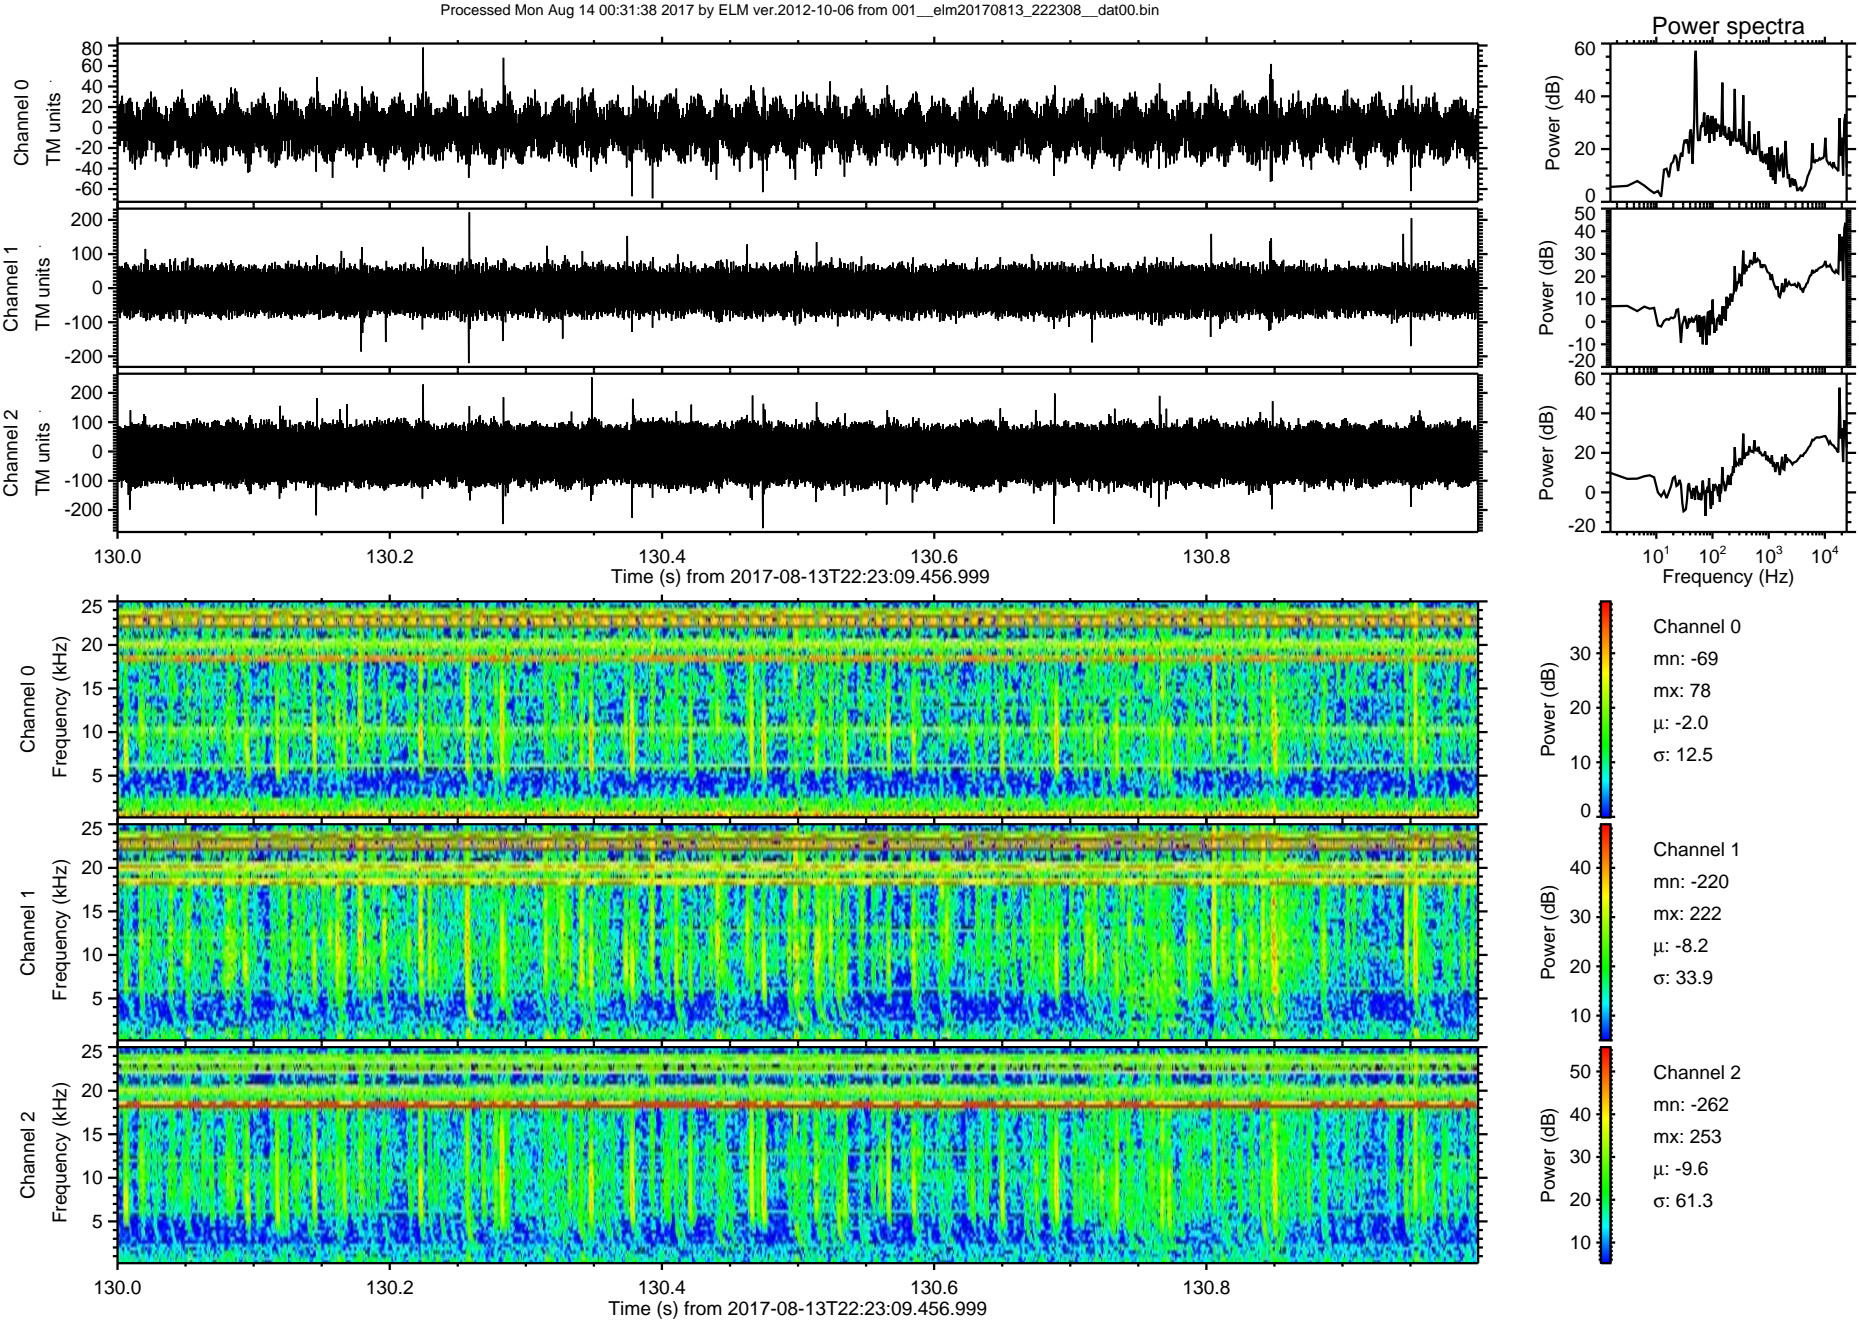 Processed Mon Aug 14 00:31:38 2017 by ELM ver.2012-10-06 from 001__elm20170813_222308__dat00.bin
Power spectra
Channel 0
TM units
80
60
40
20
0
-20
-40
-60
Power (dB)
60
40
20
0
Channel 1
TM units
200
100
0
-100
-200
Power (dB)
50
40
30
20
10
0
-10
-20
Channel 2
TM units
200
100
0
-100
-200
Power (dB)
60
40
20
0
-20
130.0 130.2 130.4 130.6 130.8
Time (s) from 2017-08-13T22:23:09.456.999
10¹ 10² 10³ 10⁴
Frequency (Hz)
Channel 0
Frequency (kHz)
25
20
15
10
5
Power (dB)
30
20
10
0
Channel 0
mn: -69
mx: 78
μ: -2.0
σ: 12.5
Channel 1
Frequency (kHz)
25
20
15
10
5
Power (dB)
40
30
20
10
Channel 1
mn: -220
mx: 222
μ: -8.2
σ: 33.9
Channel 2
Frequency (kHz)
25
20
15
10
5
Power (dB)
50
40
30
20
10
Channel 2
mn: -262
mx: 253
μ: -9.6
σ: 61.3
130.0 130.2 130.4 130.6 130.8
Time (s) from 2017-08-13T22:23:09.456.999